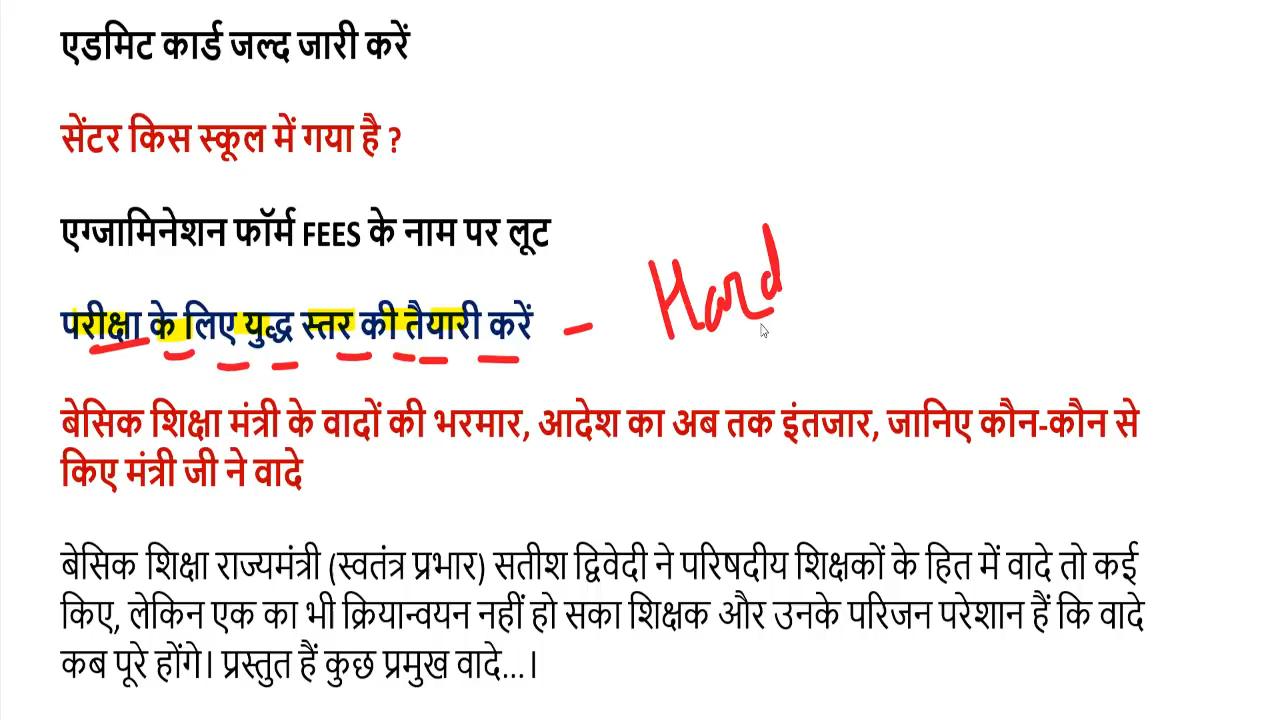 एडमिट कार्ड जल्द जारी करें
सेंटर किस स्कूल में गया है ?
एग्जामिनेशन फॉर्म FEES के नाम पर लूट
परीक्षा के लिए युद्ध स्तर की तैयारी करें - Hard
बेसिक शिक्षा मंत्री के वादों की भरमार, आदेश का अब तक इंतजार, जानिए कौन-कौन से
किए मंत्री जी ने वादे
बेसिक शिक्षा राज्यमंत्री (स्वतंत्र प्रभार) सतीश द्विवेदी ने परिषदीय शिक्षकों के हित में वादे तो कई
किए, लेकिन एक का भी क्रियान्वयन नहीं हो सका शिक्षक और उनके परिजन परेशान हैं कि वादे
कब पूरे होंगे। प्रस्तुत हैं कुछ प्रमुख वादे...।